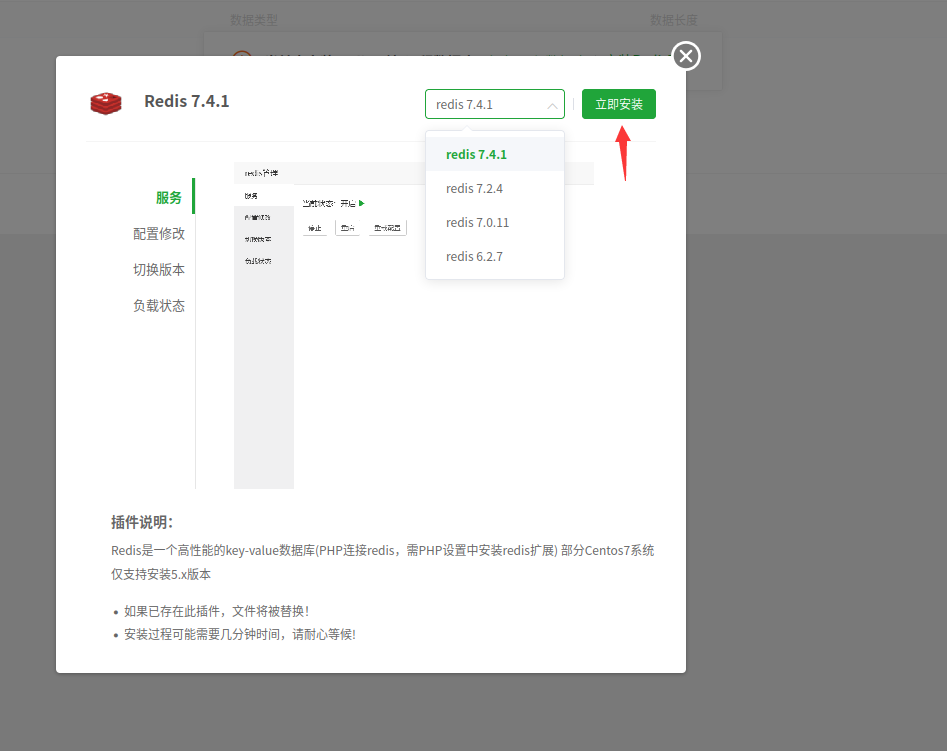 数据类型 数据长度
Redis 7.4.1 redis 7.4.1 立即安装
redis 7.4.1
redis 7.2.4
redis 7.0.11
redis 6.2.7
服务
配置修改
切换版本
负载状态
redis管理
服务
当前状态：开启
配置修改
停止 重启 重载配置
切换版本
负载状态
插件说明：
Redis是一个高性能的key-value数据库(PHP连接redis，需PHP设置中安装redis扩展) 部分Centos7系统
仅支持安装5.x版本
如果已存在此插件，文件将被替换！
安装过程可能需要几分钟时间，请耐心等候!